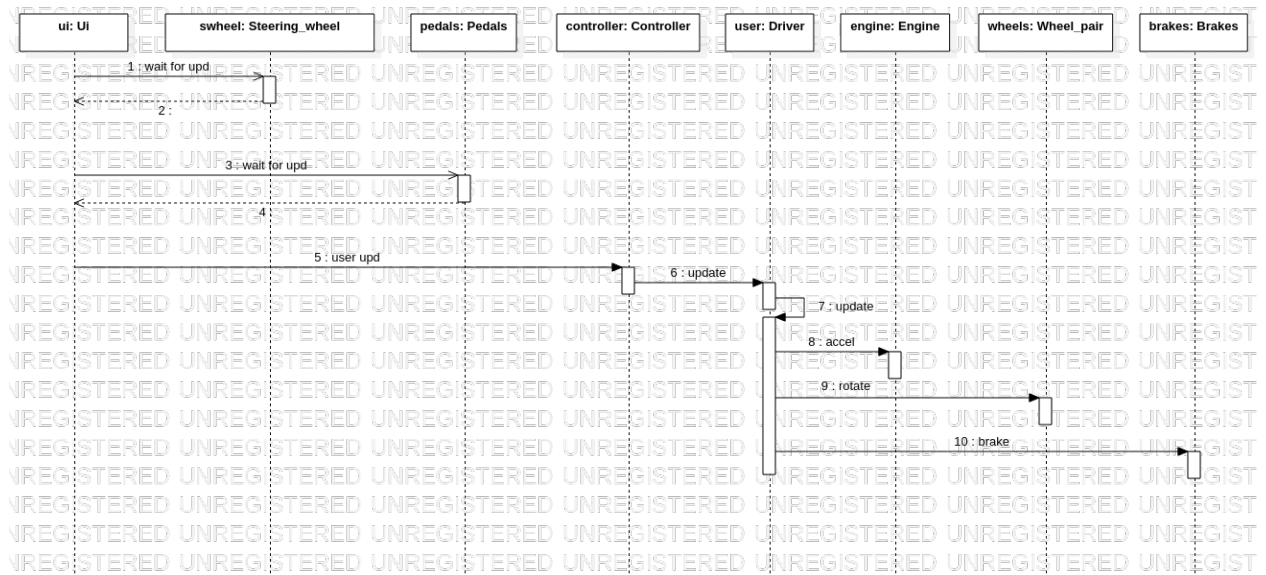 ui: Ui
swheel: Steering_wheel
pedals: Pedals
controller: Controller
user: Driver
engine: Engine
wheels: Wheel_pair
brakes: Brakes
1 : wait for upd
2 :
3 : wait for upd
4
5 : user upd
6 : update
7 : update
8 : accel
9 : rotate
10 : brake
UNREGISTERED